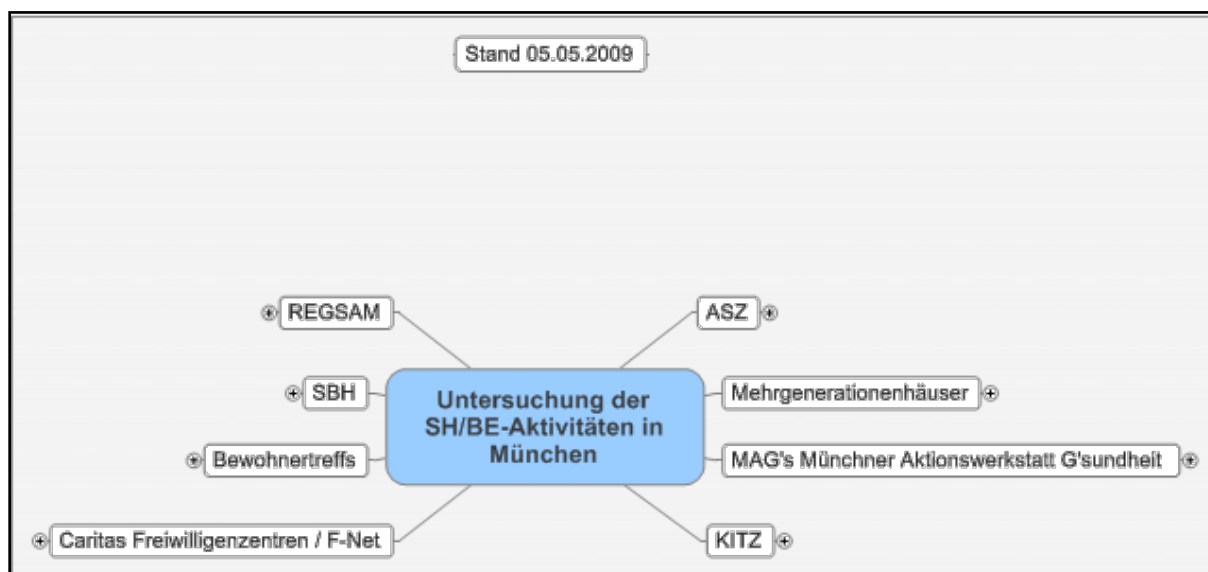 Stand 05.05.2009
REGSAM
ASZ
SBH
Untersuchung der
SH/BE-Aktivitäten in
München
Mehrgenerationenhäuser
Bewohnertreffs
MAG's Münchner Aktionswerkstatt G'sundheit
Caritas Freiwilligenzentren / F-Net
KITZ